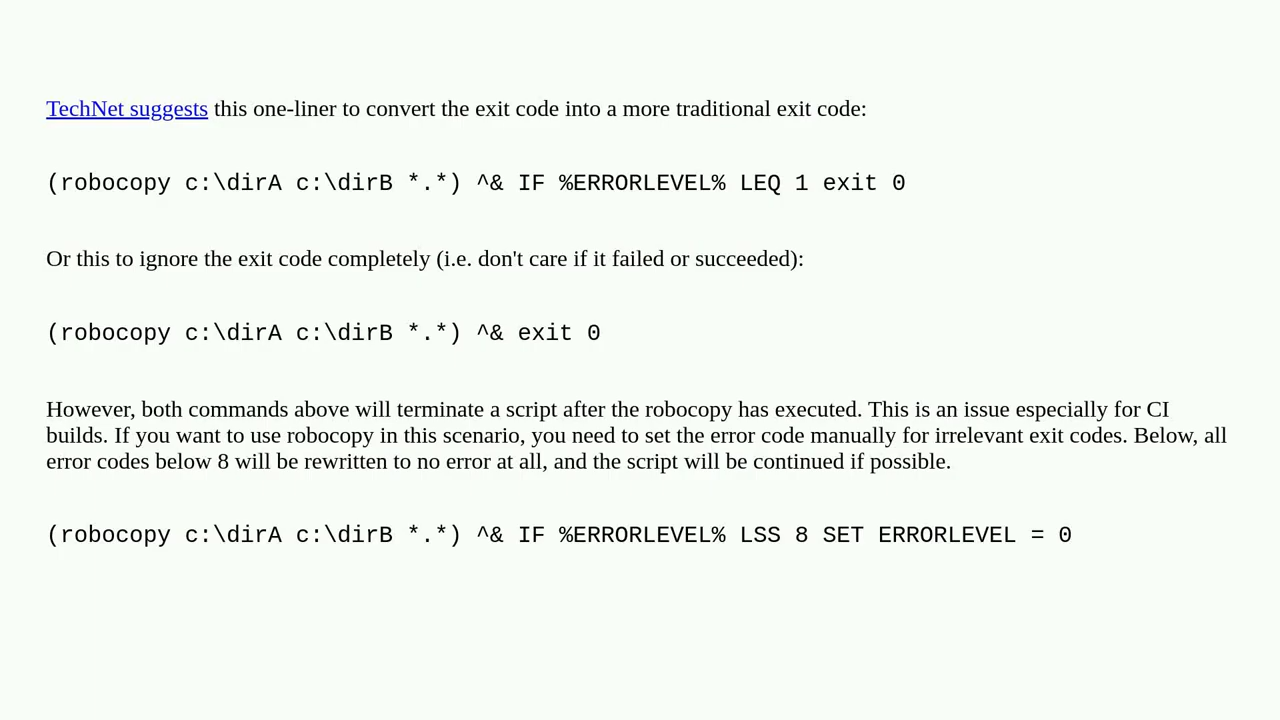 TechNet suggests this one-liner to convert the exit code into a more traditional exit code:
(robocopy c:\dirA c:\dirB *.*) ^& IF %ERRORLEVEL% LEQ 1 exit 0
Or this to ignore the exit code completely (i.e. don't care if it failed or succeeded):
(robocopy c:\dirA c:\dirB *.*) ^& exit 0
However, both commands above will terminate a script after the robocopy has executed. This is an issue especially for CI
builds. If you want to use robocopy in this scenario, you need to set the error code manually for irrelevant exit codes. Below, all
error codes below 8 will be rewritten to no error at all, and the script will be continued if possible.
(robocopy c:\dirA c:\dirB *.*) ^& IF %ERRORLEVEL% LSS 8 SET ERRORLEVEL = 0